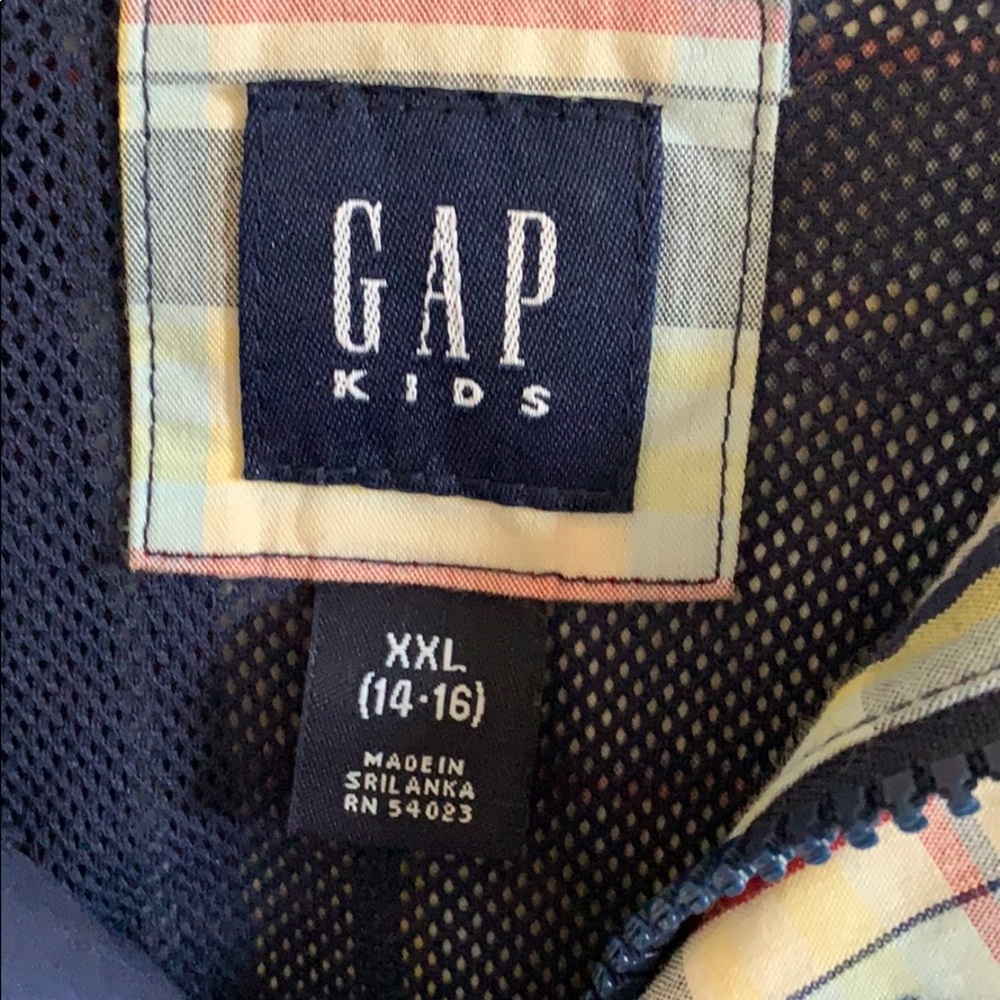 GAP
KIDS
XXL
(14-16)
MADE IN
SRI LANKA
RN 54023